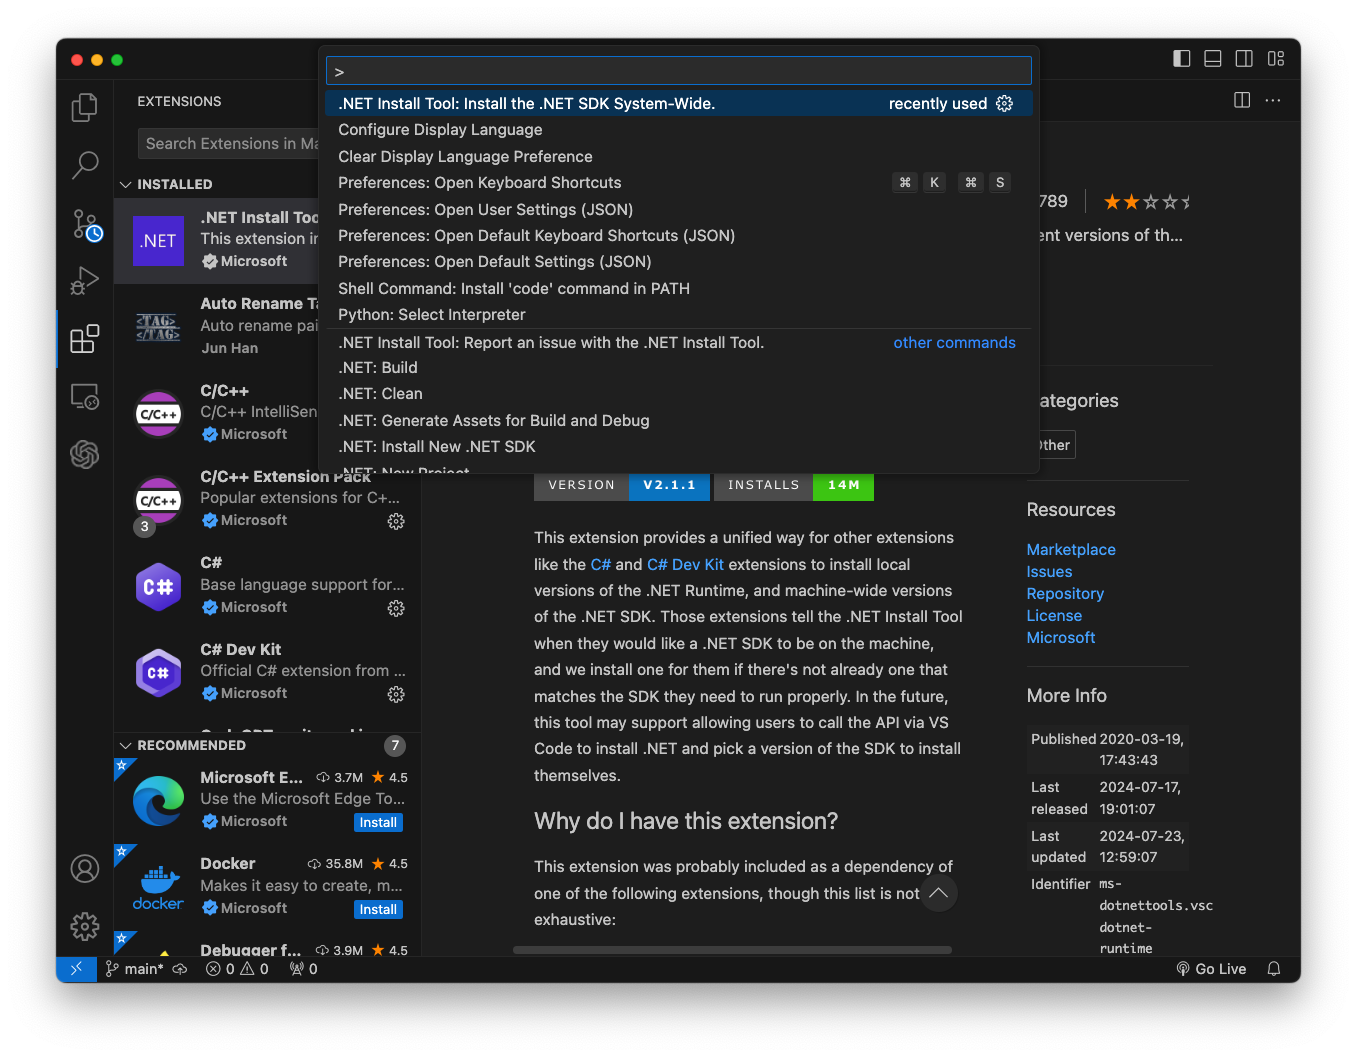 >
.NET Install Tool: Install the .NET SDK System-Wide. recently used
Configure Display Language
Clear Display Language Preference
Preferences: Open Keyboard Shortcuts ⌘ K ⌘ S
Preferences: Open User Settings (JSON)
Preferences: Open Default Keyboard Shortcuts (JSON)
Preferences: Open Default Settings (JSON)
Shell Command: Install 'code' command in PATH
Python: Select Interpreter
.NET Install Tool: Report an issue with the .NET Install Tool. other commands
.NET: Build
.NET: Clean
.NET: Generate Assets for Build and Debug
.NET: Install New .NET SDK
.NET: New Project
EXTENSIONS
Search Extensions in Ma
INSTALLED
.NET
.NET Install Too
This extension in
Microsoft
<TAG>
</TAG>
Auto Rename Ta
Auto rename pai
Jun Han
C/C++
C/C++
C/C++ IntelliSen
Microsoft
C/C++
3
C/C++ Extension Pack
Popular extensions for C+...
Microsoft
C#
C#
Base language support for...
Microsoft
C#
C# Dev Kit
Official C# extension from ...
Microsoft
RECOMMENDED 7
Microsoft E... 3.7M 4.5
Use the Microsoft Edge To...
Microsoft Install
docker
Docker 35.8M 4.5
Makes it easy to create, m...
Microsoft Install
Debugger f... 3.9M 4.5
789
ent versions of th...
VERSION V2.1.1 INSTALLS 14M
This extension provides a unified way for other extensions
like the C# and C# Dev Kit extensions to install local
versions of the .NET Runtime, and machine-wide versions
of the .NET SDK. Those extensions tell the .NET Install Tool
when they would like a .NET SDK to be on the machine,
and we install one for them if there's not already one that
matches the SDK they need to run properly. In the future,
this tool may support allowing users to call the API via VS
Code to install .NET and pick a version of the SDK to install
themselves.
Why do I have this extension?
This extension was probably included as a dependency of
one of the following extensions, though this list is not
exhaustive:
ategories
Other
Resources
Marketplace
Issues
Repository
License
Microsoft
More Info
Published 2020-03-19,
17:43:43
Last 2024-07-17,
released 19:01:07
Last 2024-07-23,
updated 12:59:07
Identifier ms-
dotnettools.vsc
dotnet-
runtime
main* 0 0 0 Go Live